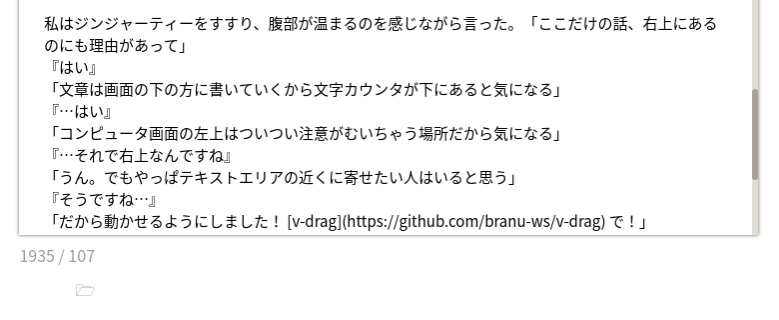 私はジンジャーティーをすすり、腹部が温まるのを感じながら言った。「ここだけの話、右上にある
のにも理由があって」
『はい』
「文章は画面の下の方に書いていくから文字カウンタが下にあると気になる」
『…はい』
「コンピュータ画面の左上はついつい注意がむいちゃう場所だから気になる」
『…それで右上なんですね』
「うん。でもやっぱテキストエリアの近くに寄せたい人はいると思う」
『そうですね…』
「だから動かせるようにしました！ [v-drag](https://github.com/branu-ws/v-drag) で！」
1935 / 107